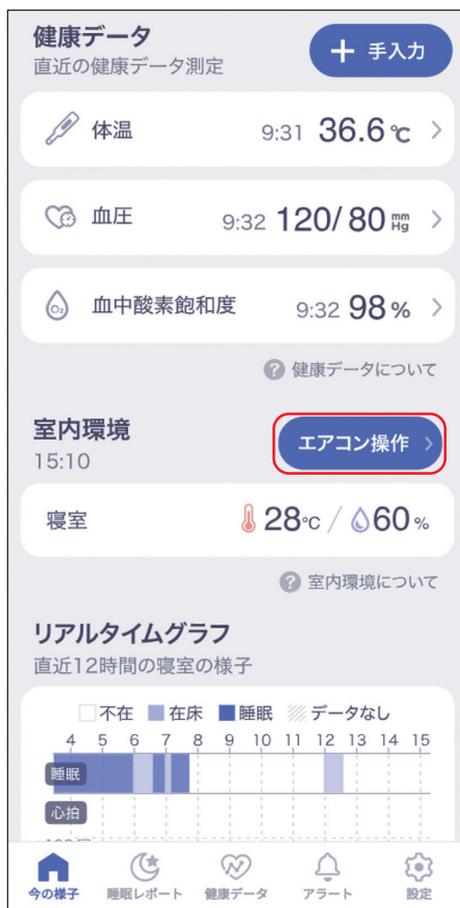 健康データ
直近の健康データ測定
＋ 手入力
体温 9:31 36.6 ℃
血圧 9:32 120/ 80 mmHg
O₂ 血中酸素飽和度 9:32 98 %
? 健康データについて
室内環境
15:10
エアコン操作
寝室 28℃ / 60 %
? 室内環境について
リアルタイムグラフ
直近12時間の寝室の様子
不在 在床 睡眠 データなし
4 5 6 7 8 9 10 11 12 13 14 15
睡眠
心拍
今の様子 睡眠レポート 健康データ アラート 設定